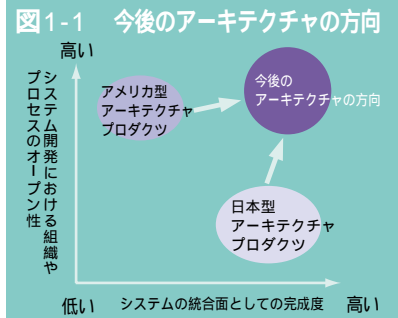 図1-1 今後のアーキテクチャの方向
高い
システム開発における組織や
プロセスのオープン性
アメリカ型
アーキテクチャ
プロダクツ
今後の
アーキテクチャの方向
日本型
アーキテクチャ
プロダクツ
低い システムの統合面としての完成度 高い